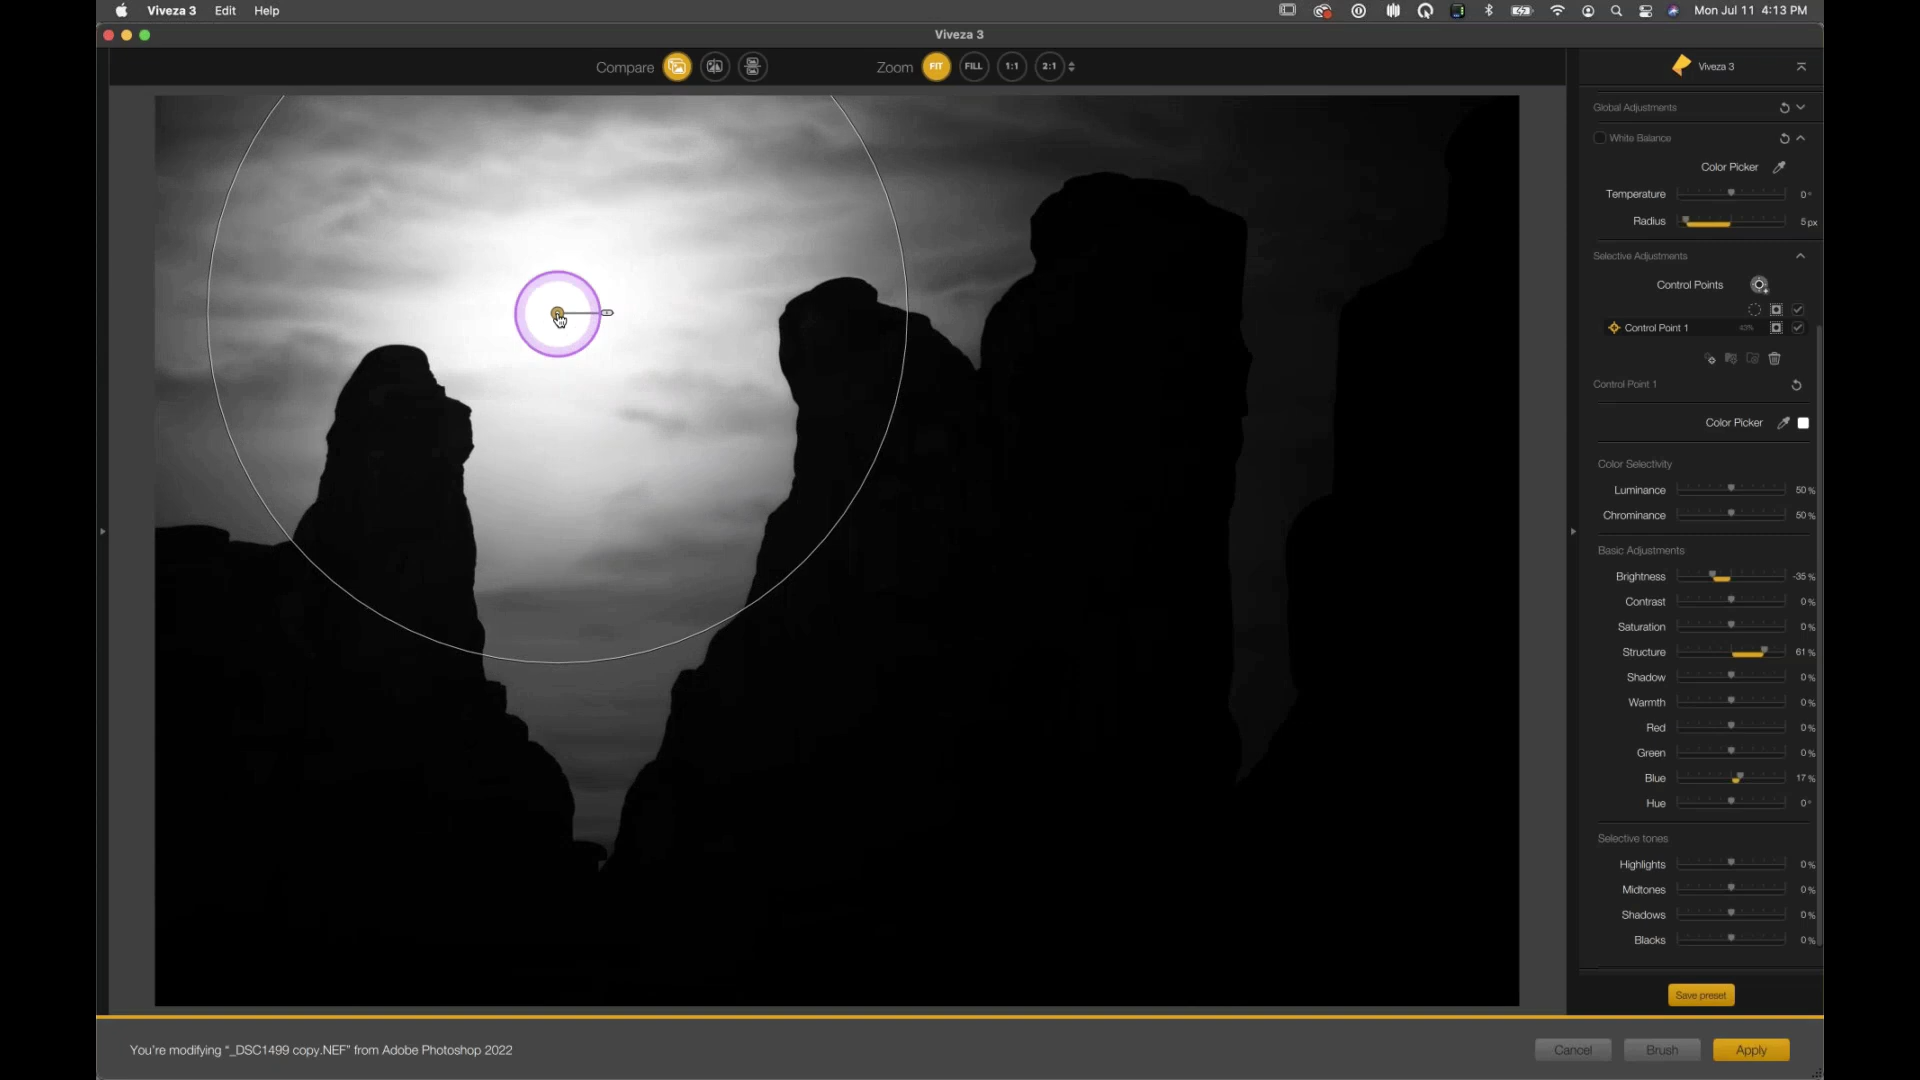 Viveza 3 Edit Help Mon Jul 11 4:13 PM
Viveza 3
Compare Zoom FIT FILL 1:1 2:1
Viveza 3
Global Adjustments
White Balance
Color Picker
Temperature 0°
Radius 5 px
Selective Adjustments
Control Points
Control Point 1 43%
Control Point 1
Color Picker
Color Selectivity
Luminance 50 %
Chrominance 50 %
Basic Adjustments
Brightness -35 %
Contrast 0 %
Saturation 0 %
Structure 61 %
Shadow 0 %
Warmth 0 %
Red 0 %
Green 0 %
Blue 17 %
Hue 0°
Selective tones
Highlights 0 %
Midtones 0 %
Shadows 0 %
Blacks 0 %
Save preset
You're modifying “_DSC1499 copy.NEF” from Adobe Photoshop 2022
Cancel Brush Apply